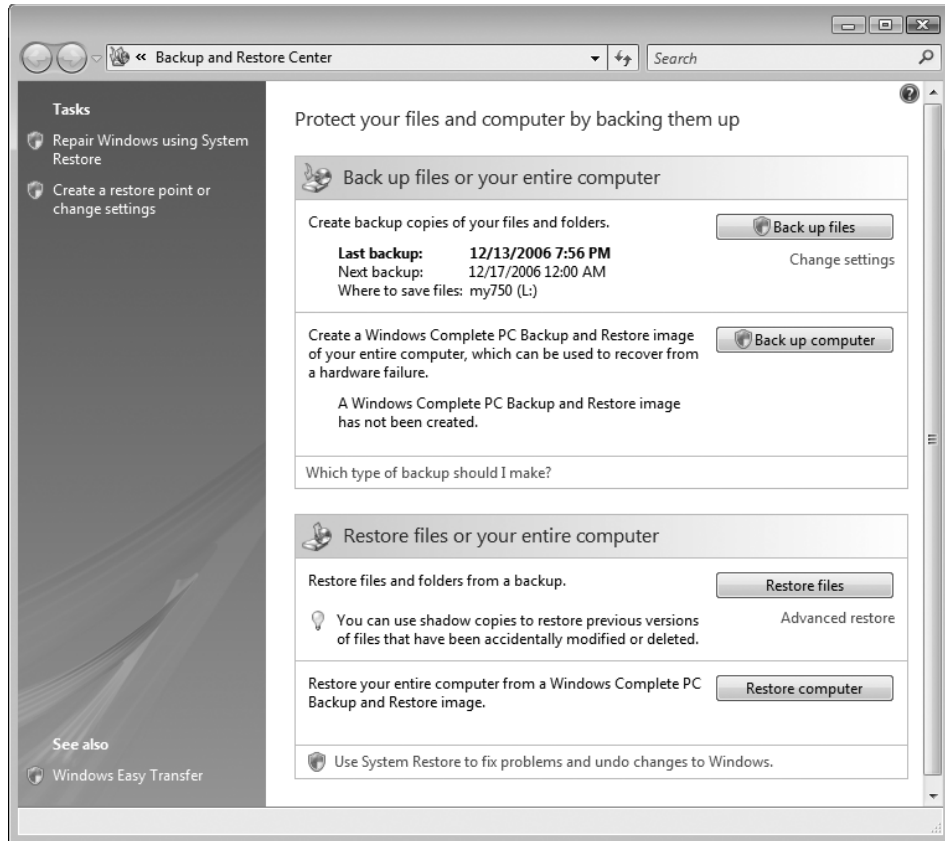 « Backup and Restore Center
Search
Tasks
Repair Windows using System
Restore
Create a restore point or
change settings
See also
Windows Easy Transfer
Protect your files and computer by backing them up
Back up files or your entire computer
Create backup copies of your files and folders.
Back up files
Last backup: 12/13/2006 7:56 PM
Change settings
Next backup: 12/17/2006 12:00 AM
Where to save files: my750 (L:)
Create a Windows Complete PC Backup and Restore image
of your entire computer, which can be used to recover from
a hardware failure.
Back up computer
A Windows Complete PC Backup and Restore image
has not been created.
Which type of backup should I make?
Restore files or your entire computer
Restore files and folders from a backup.
Restore files
You can use shadow copies to restore previous versions
of files that have been accidentally modified or deleted.
Advanced restore
Restore your entire computer from a Windows Complete PC
Backup and Restore image.
Restore computer
Use System Restore to fix problems and undo changes to Windows.